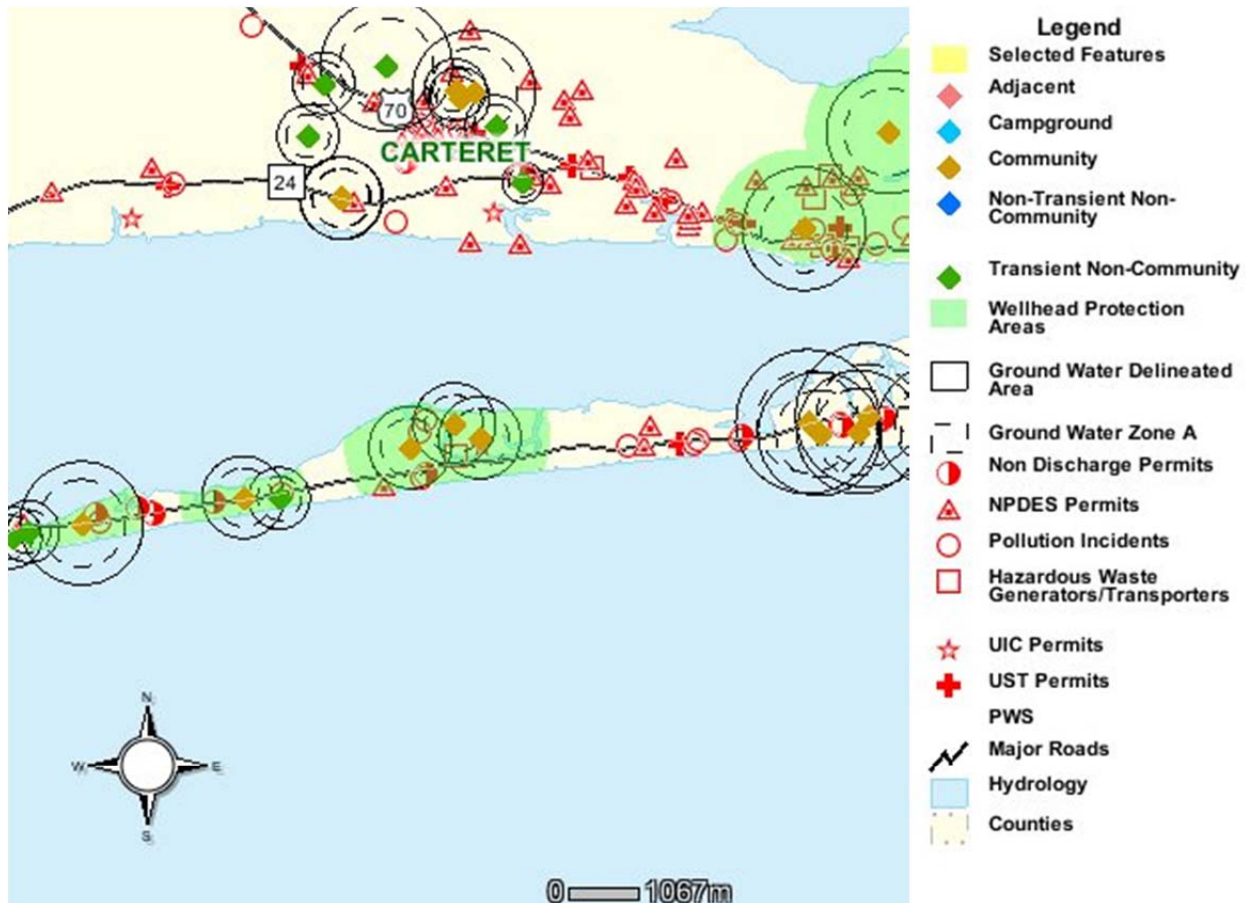 70
CARTERET
24
N
W
E
S
0 1067m
Legend
Selected Features
Adjacent
Campground
Community
Non-Transient Non-
Community
Transient Non-Community
Wellhead Protection
Areas
Ground Water Delineated
Area
Ground Water Zone A
Non Discharge Permits
NPDES Permits
Pollution Incidents
Hazardous Waste
Generators/Transporters
UIC Permits
UST Permits
PWS
Major Roads
Hydrology
Counties